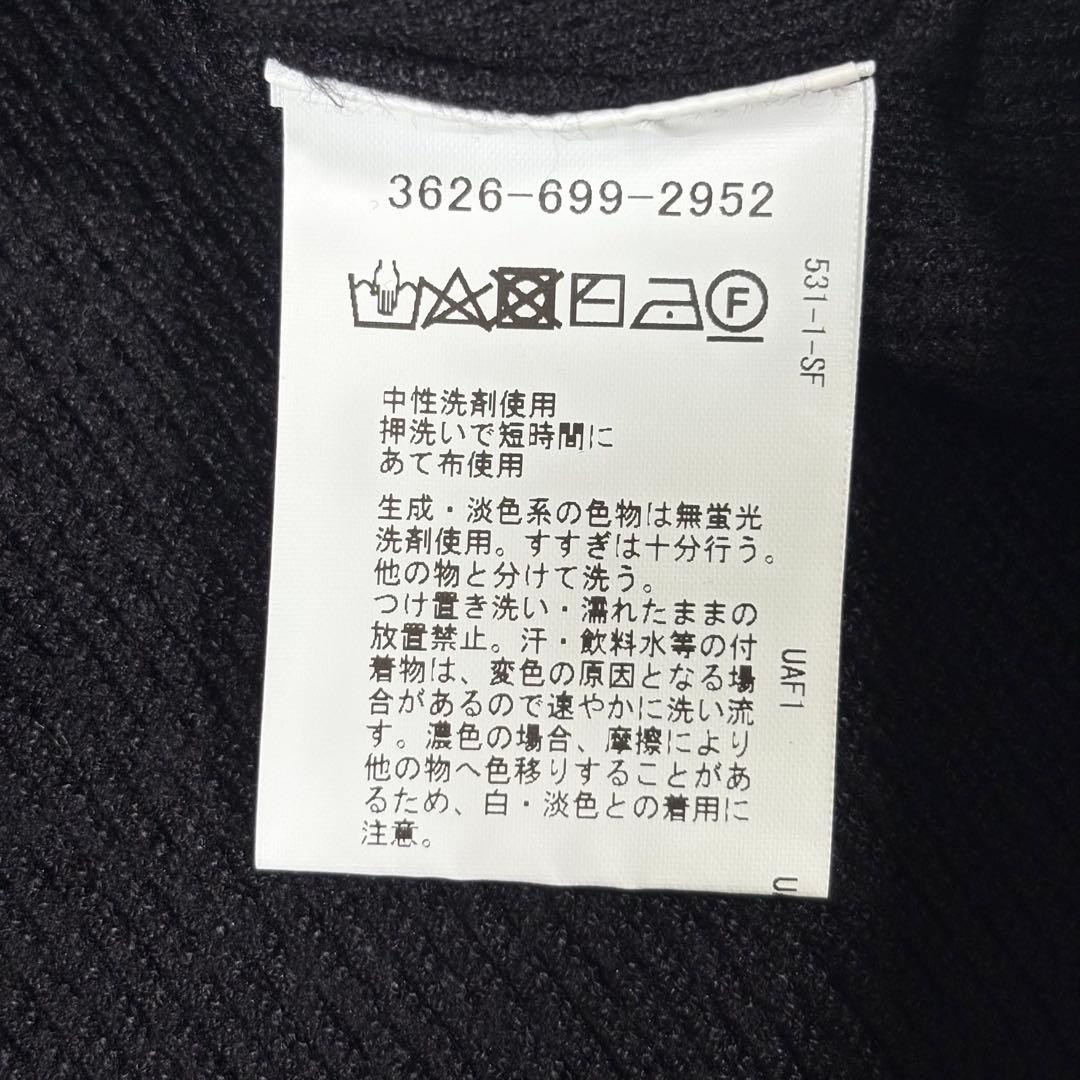 3626-699-2952
F
中性洗剤使用
押洗いで短時間に
あて布使用
生成・淡色系の色物は無蛍光
洗剤使用。すすぎは十分行う。
他の物と分けて洗う。
つけ置き洗い・濡れたままの
放置禁止。汗・飲料水等の付
着物は、変色の原因となる場
合があるので速やかに洗い流
す。濃色の場合、摩擦により
他の物へ色移りすることがあ
るため、白・淡色との着用に
注意。
531-1-SF
UAF1